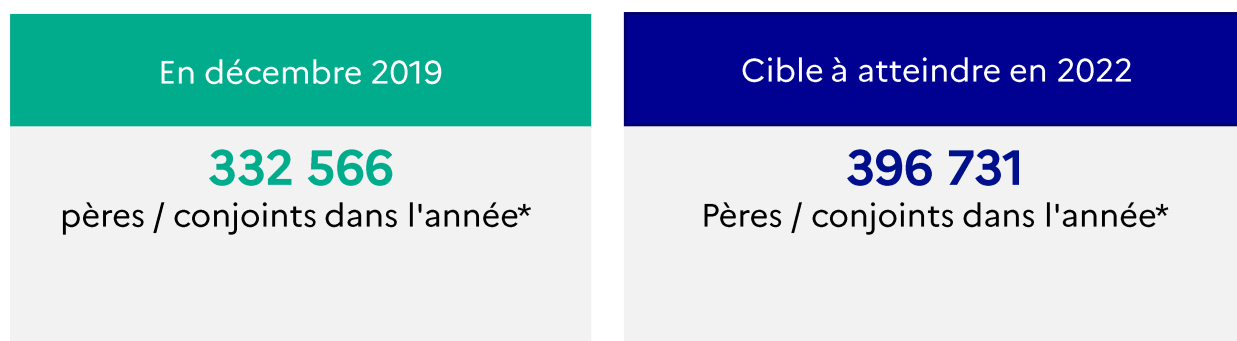 En décembre 2019
332 566
pères / conjoints dans l'année*
Cible à atteindre en 2022
396 731
Pères / conjoints dans l'année*